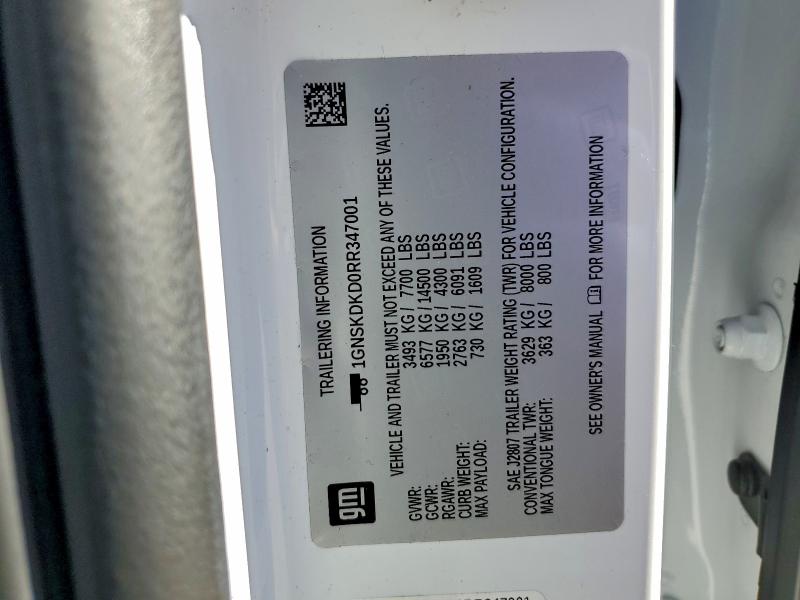 gm
TRAILERING INFORMATION
1GNSKDKD0RR347001
VEHICLE AND TRAILER MUST NOT EXCEED ANY OF THESE VALUES.
GVWR: 3493 KG / 7700 LBS
GCWR: 6577 KG / 14500 LBS
RGAWR: 1950 KG / 4300 LBS
CURB WEIGHT: 2763 KG / 6091 LBS
MAX PAYLOAD: 730 KG / 1609 LBS
SAE J2807 TRAILER WEIGHT RATING (TWR) FOR VEHICLE CONFIGURATION.
CONVENTIONAL TWR: 3629 KG / 8000 LBS
MAX TONGUE WEIGHT: 363 KG / 800 LBS
SEE OWNER'S MANUAL FOR MORE INFORMATION